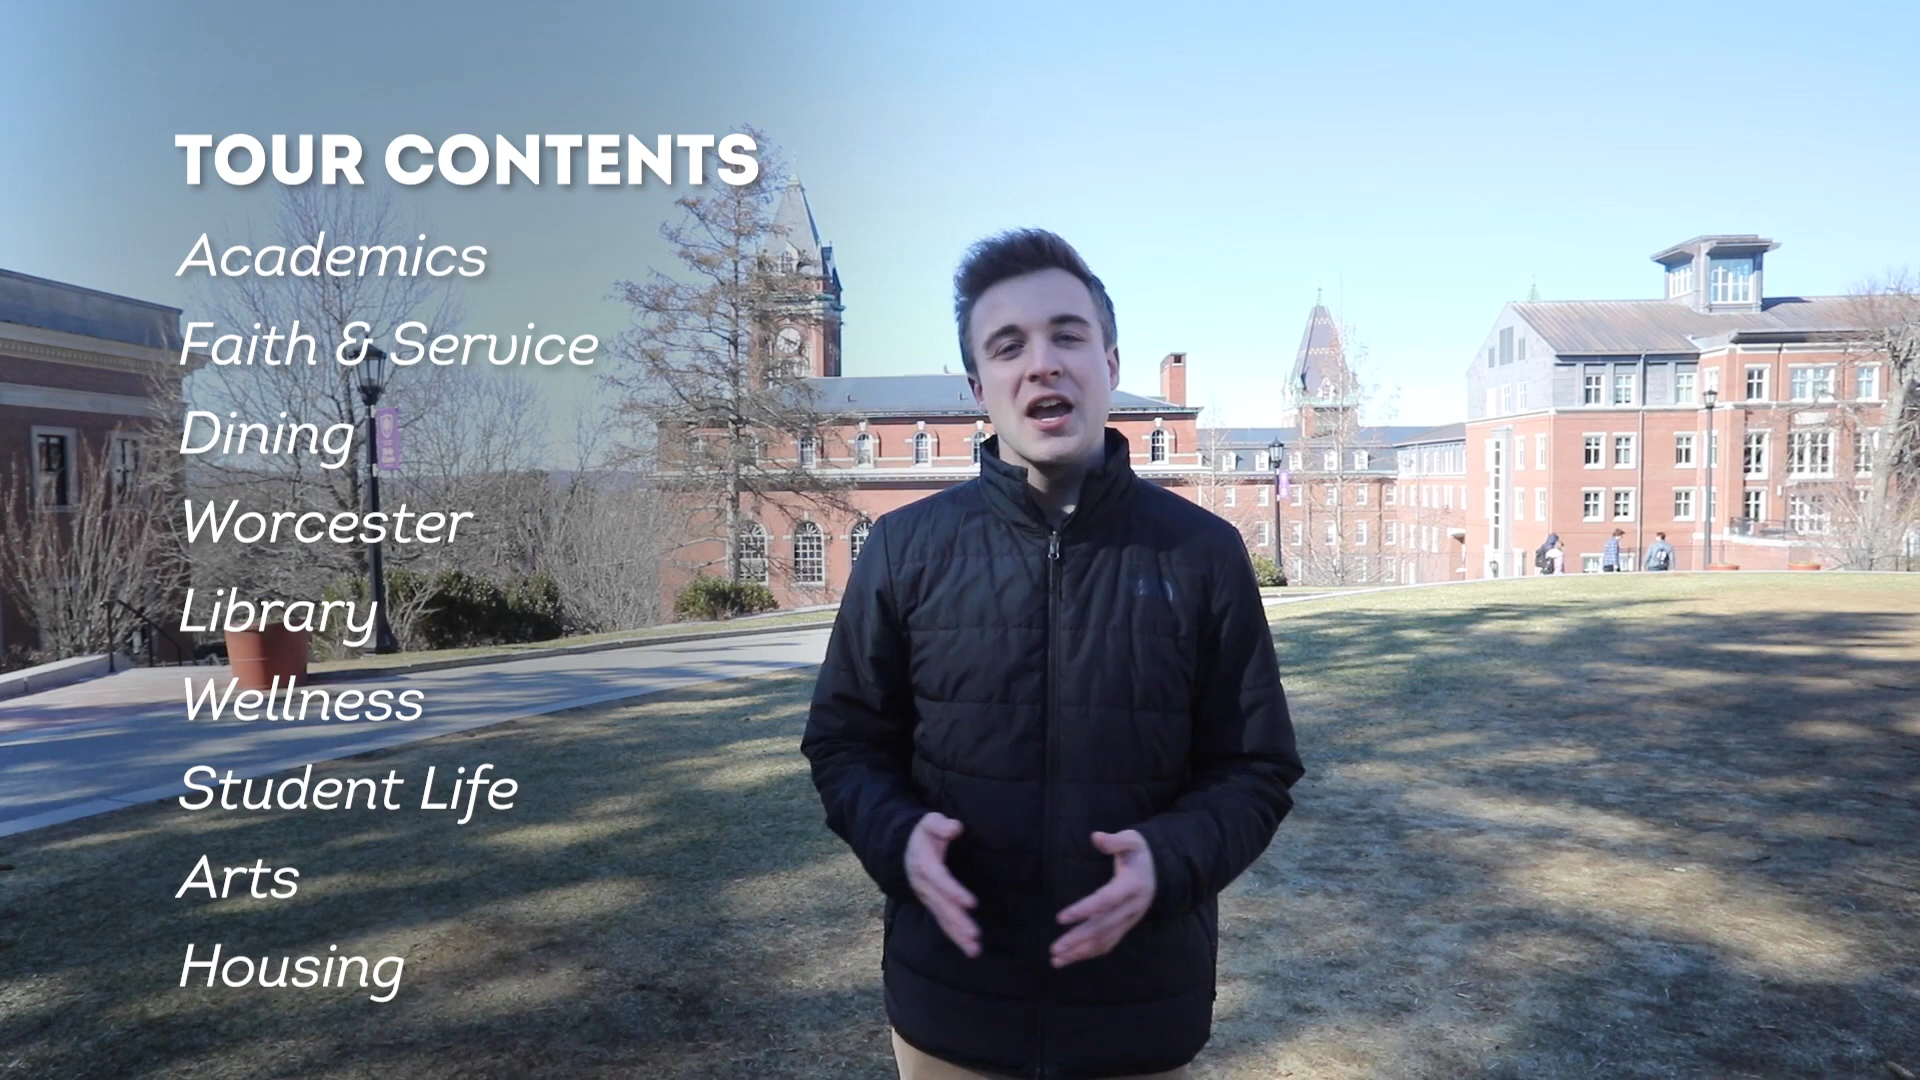 TOUR CONTENTS
Academics
Faith & Service
Dining
Worcester
Library
Wellness
Student Life
Arts
Housing